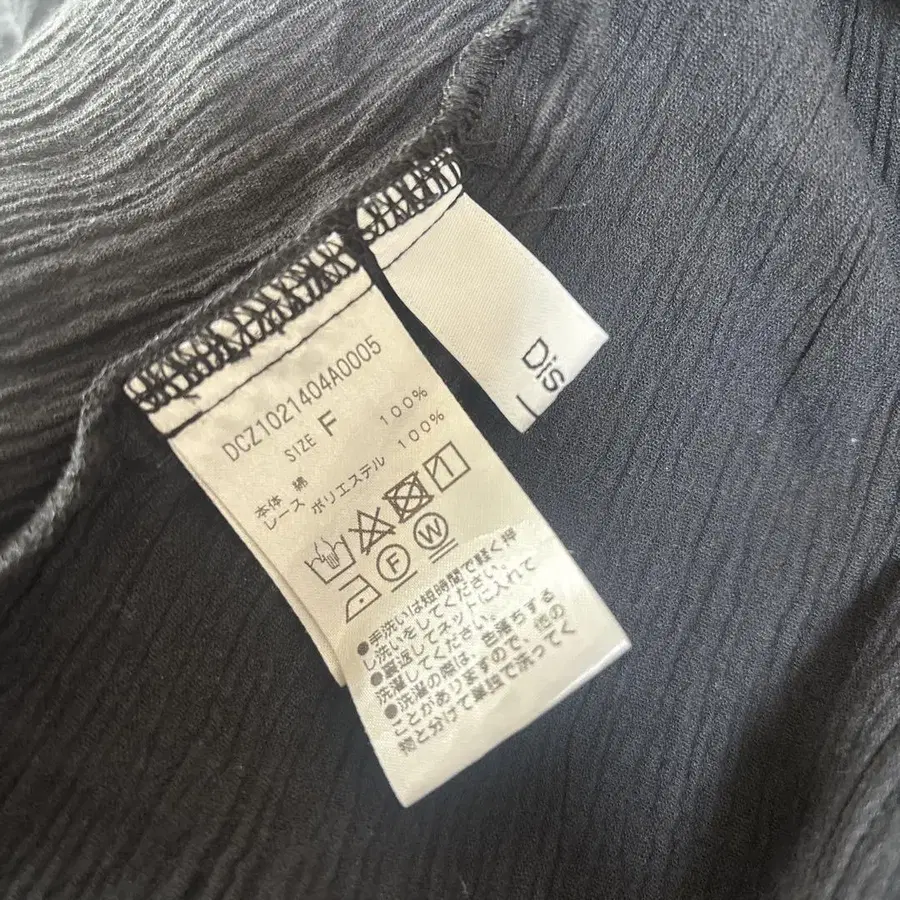 DCZ1021404A0005
SIZE F
本体 綿 100%
レース ポリエステル 100%
F W
●手洗いは短時間で軽く押
し洗いをしてください。
●裏返してネットに入れて
洗濯してください。
●洗濯の際は、色落ちする
ことがありますので、他の
物と分けて単独で洗ってく
Dis